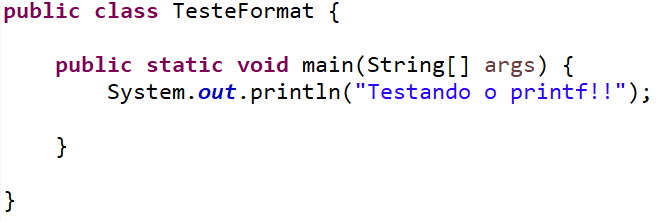 public class TesteFormat {
public static void main(String[] args) {
System.out.println("Testando o printf!!");
}
}